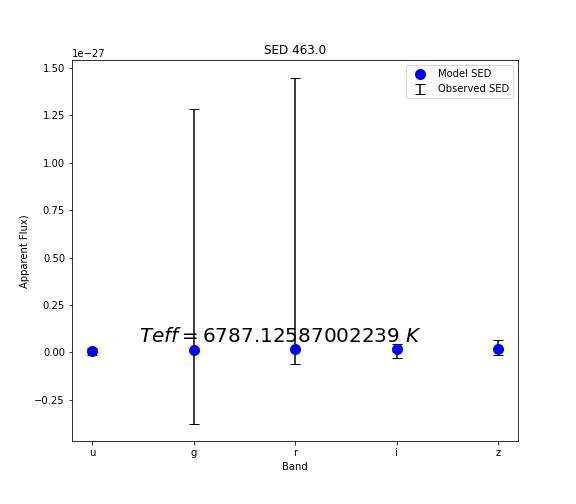 SED 463.0
1e−27
1.50
1.25
1.00
0.75
0.50
0.25
0.00
−0.25
Apparent Flux)
Model SED
Observed SED
Teff = 6787.12587002239 K
u g r i z
Band